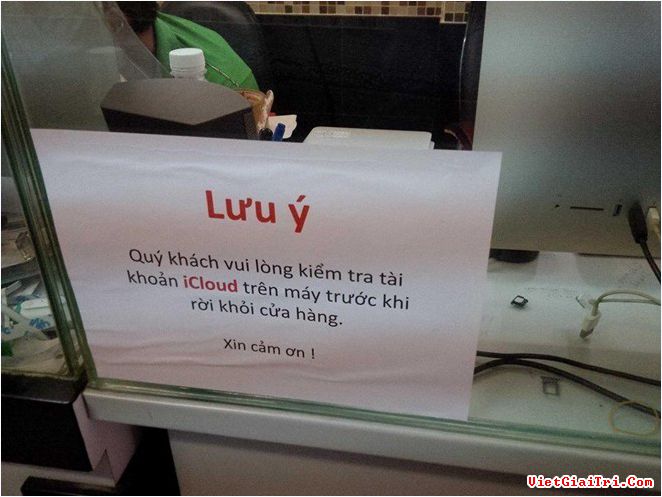 Lưu ý
Quý khách vui lòng kiểm tra tài
khoản iCloud trên máy trước khi
rời khỏi cửa hàng.
Xin cảm ơn !
VietGiaiTri.Com